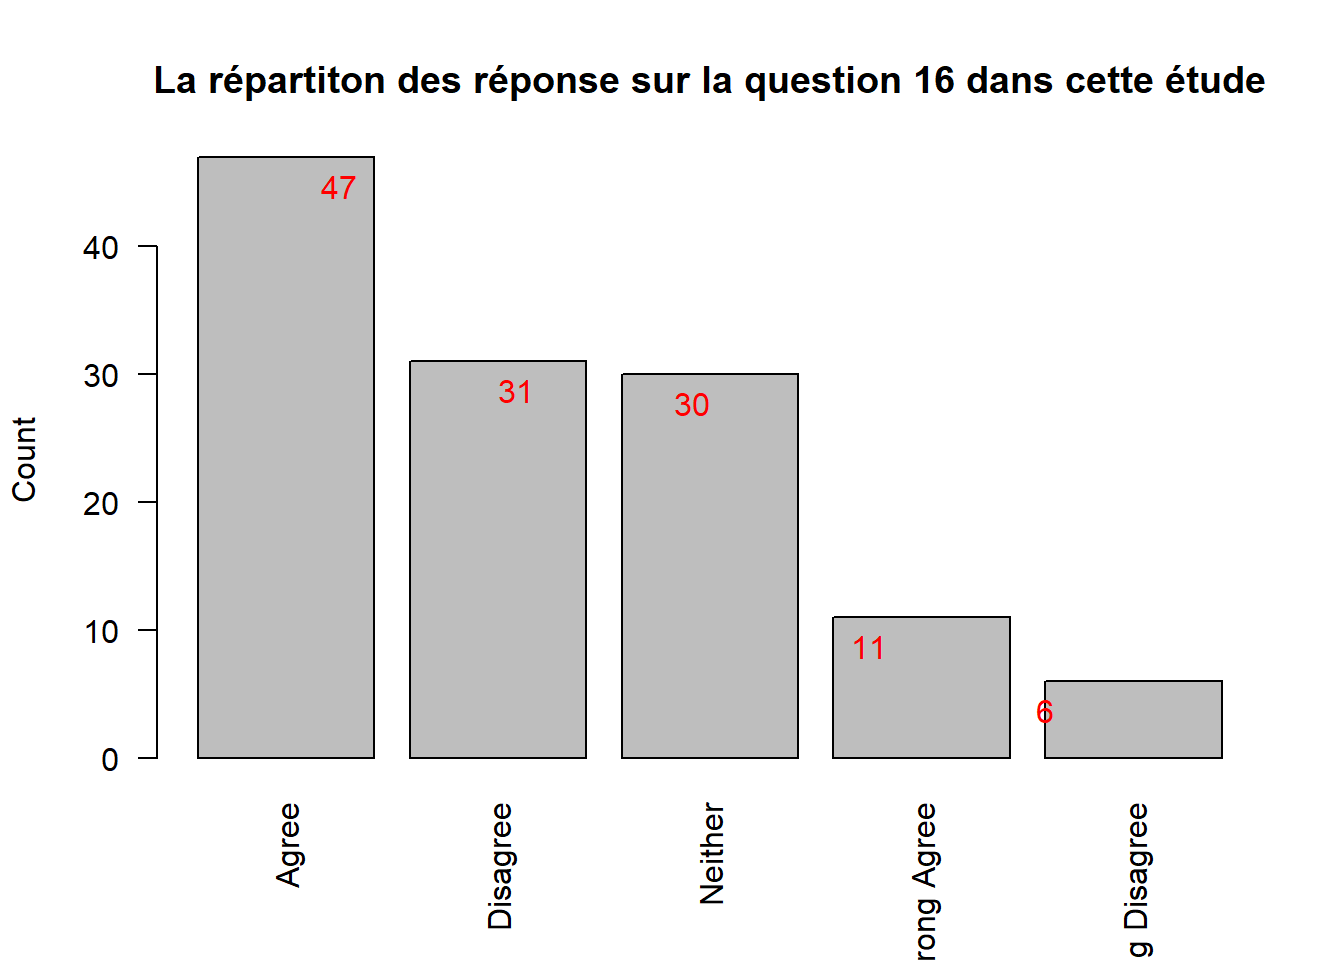 La répartiton des réponse sur la question 16 dans cette étude
Count
40
30
20
10
0
47
31
30
11
6
Agree
Disagree
Neither
rong Agree
g Disagree